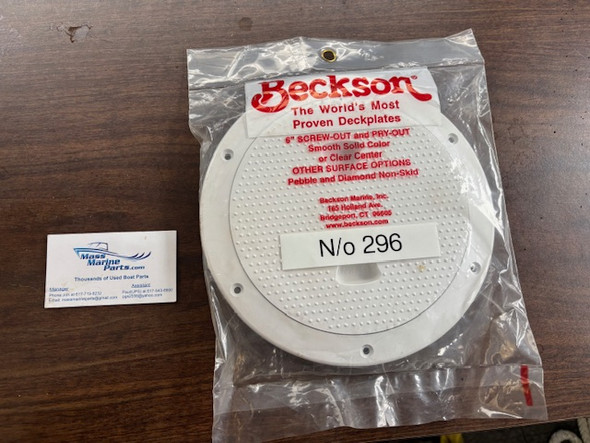 Beckson®
The World's Most
Proven Deckplates
6" SCREW-OUT and PRY-OUT
Smooth Solid Color
or Clear Center
OTHER SURFACE OPTIONS
Pebble and Diamond Non-Skid
Beckson Marine, Inc.
165 Holland Ave.
Bridgeport, CT 06605
www.beckson.com
N/o 296
Mass
Marine
Parts.com
Thousands of Used Boat Parts